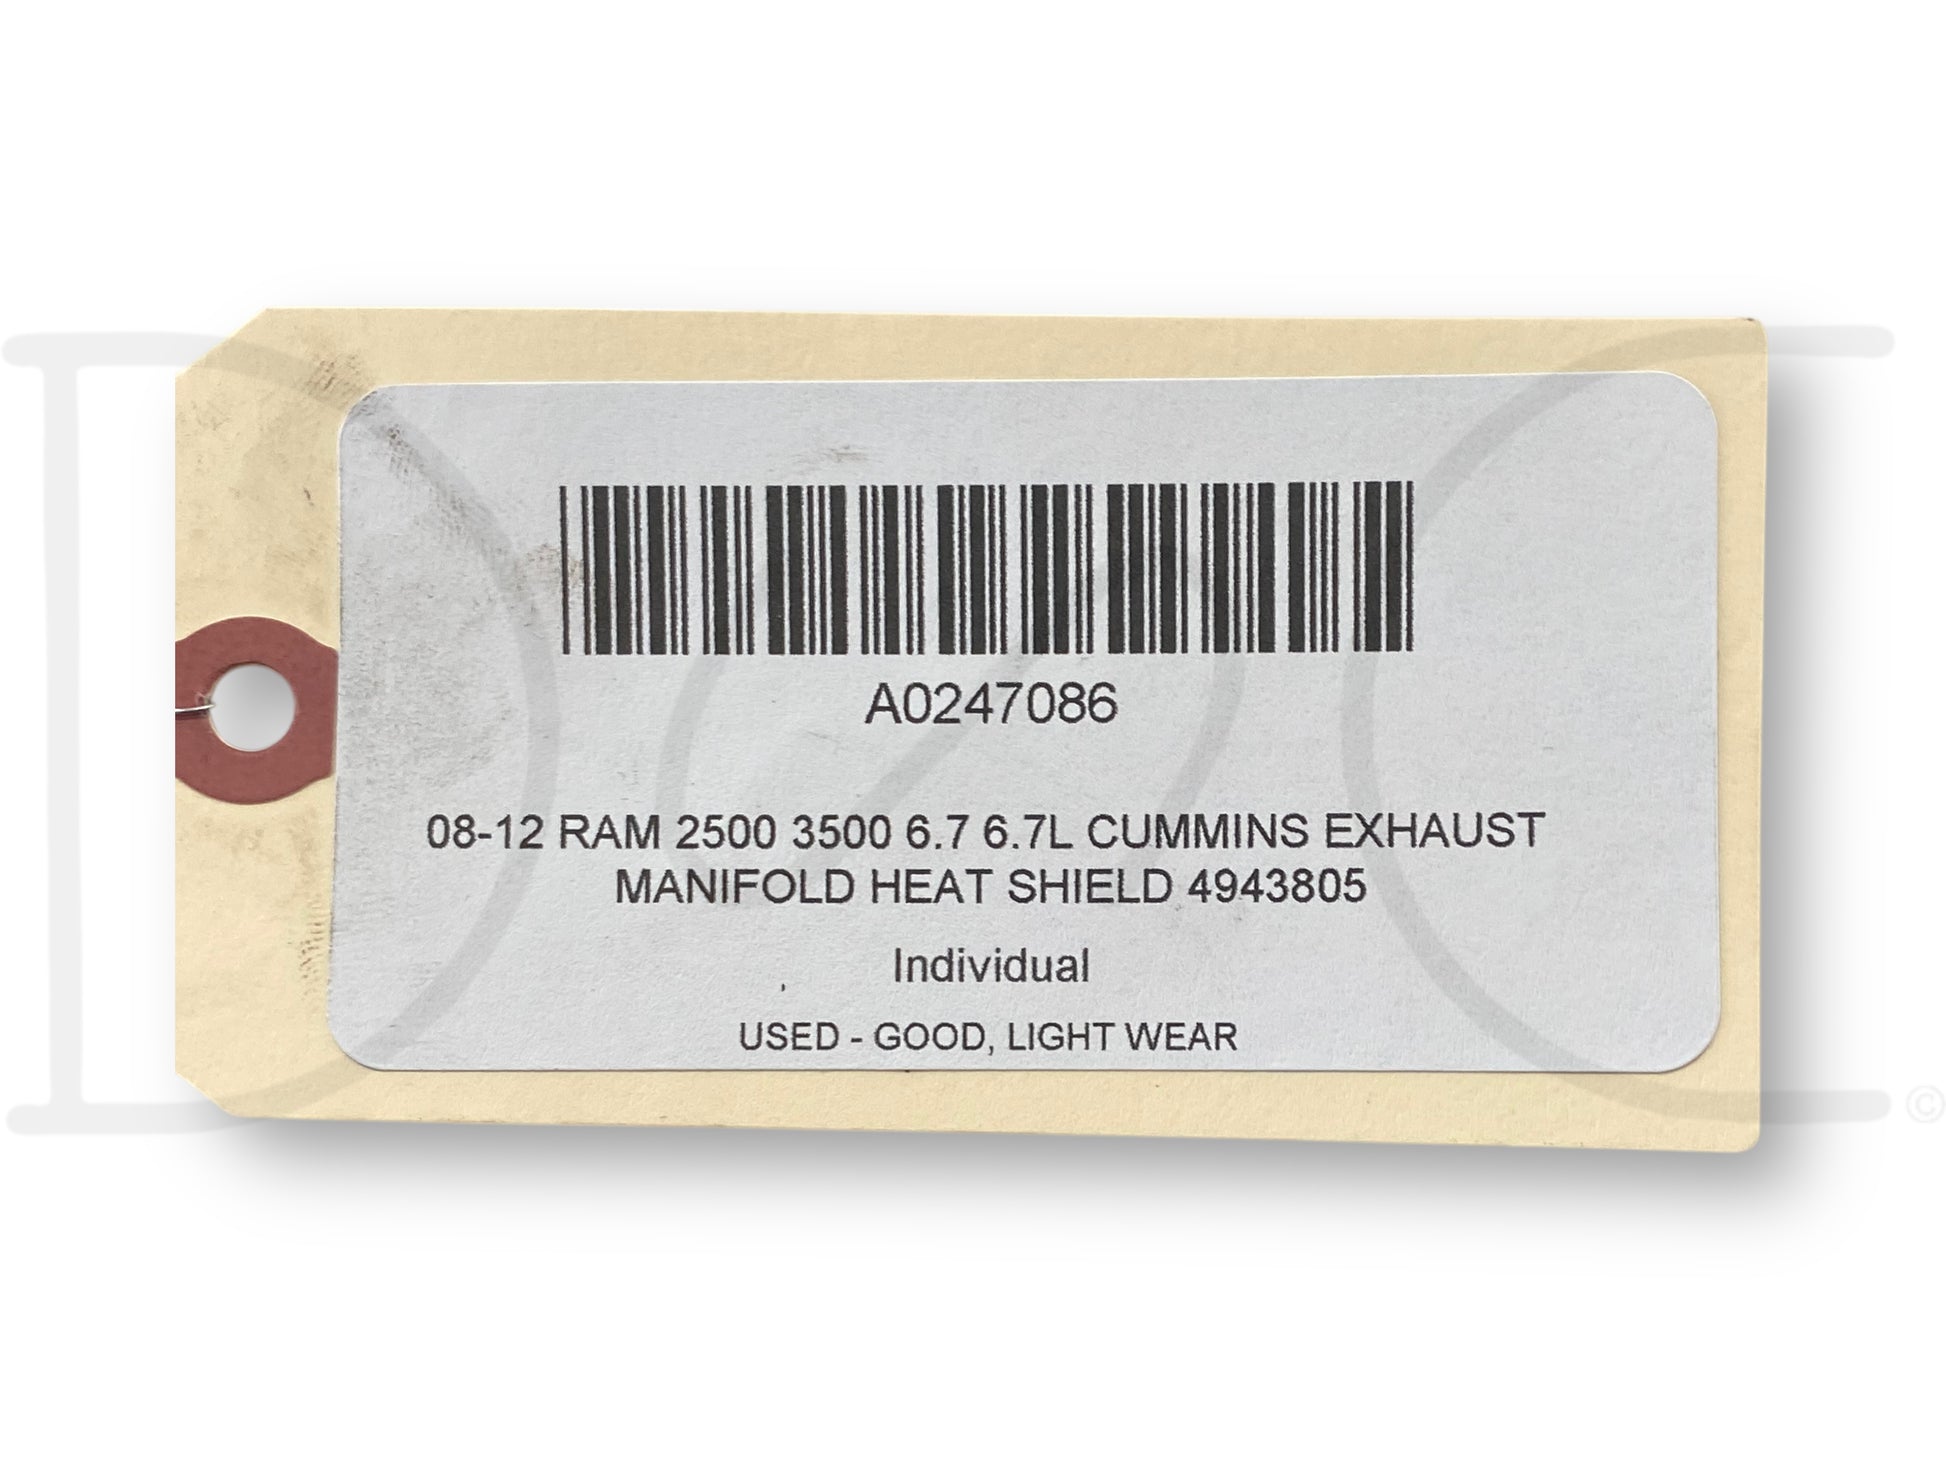 A0247086
08-12 RAM 2500 3500 6.7 6.7L CUMMINS EXHAUST
MANIFOLD HEAT SHIELD 4943805
Individual
USED - GOOD, LIGHT WEAR
©